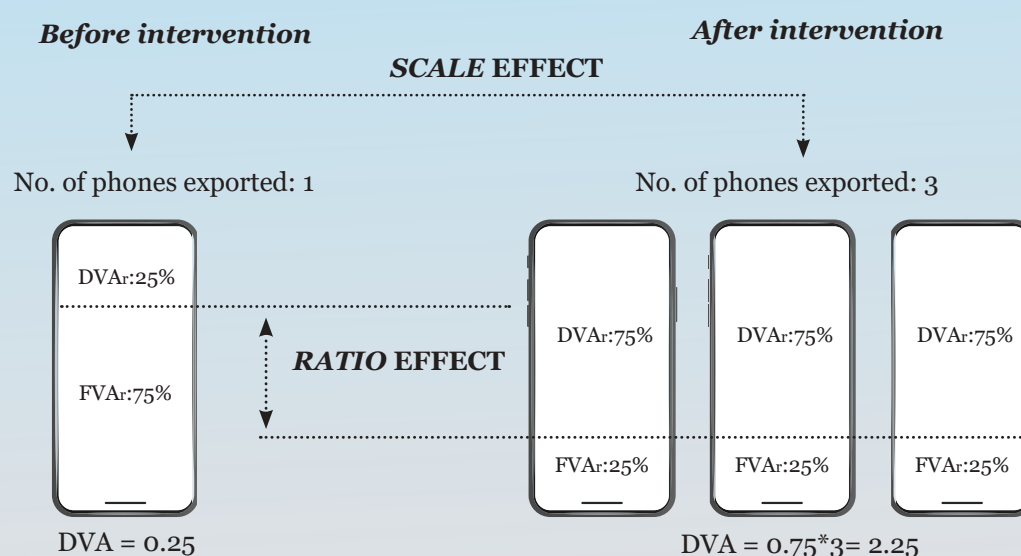 Before intervention
After intervention
SCALE EFFECT
No. of phones exported: 1
No. of phones exported: 3
DVAr:25%
FVAr:75%
RATIO EFFECT
DVAr:75%
DVAr:75%
DVAr:75%
FVAr:25%
FVAr:25%
FVAr:25%
DVA = 0.25
DVA = 0.75*3= 2.25